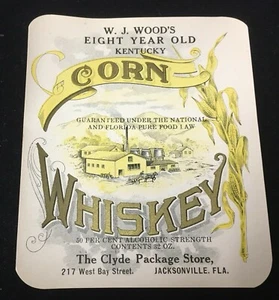 W. J. WOOD'S
EIGHT YEAR OLD
KENTUCKY
CORN
GUARANTEED UNDER THE NATIONAL
AND FLORIDA PURE FOOD LAW
WHISKEY
50 PER CENT ALCOHOLIC STRENGTH
CONTENTS 32 OZ.
The Clyde Package Store,
217 West Bay Street. JACKSONVILLE, FLA.